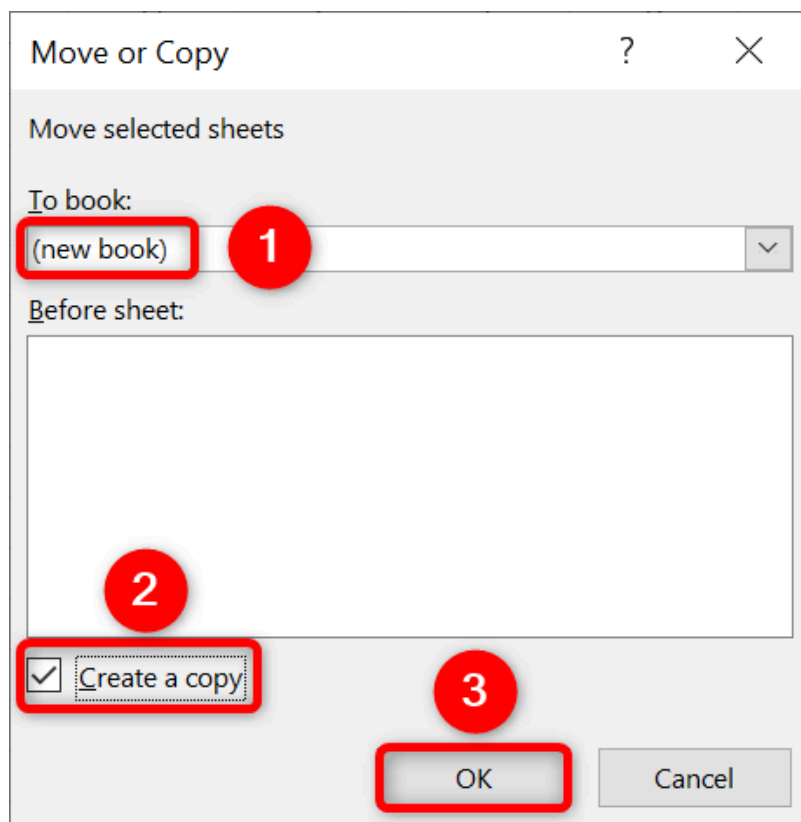 Move or Copy ?
Move selected sheets
To book:
(new book) 1
Before sheet:
2
Create a copy
3
OK Cancel